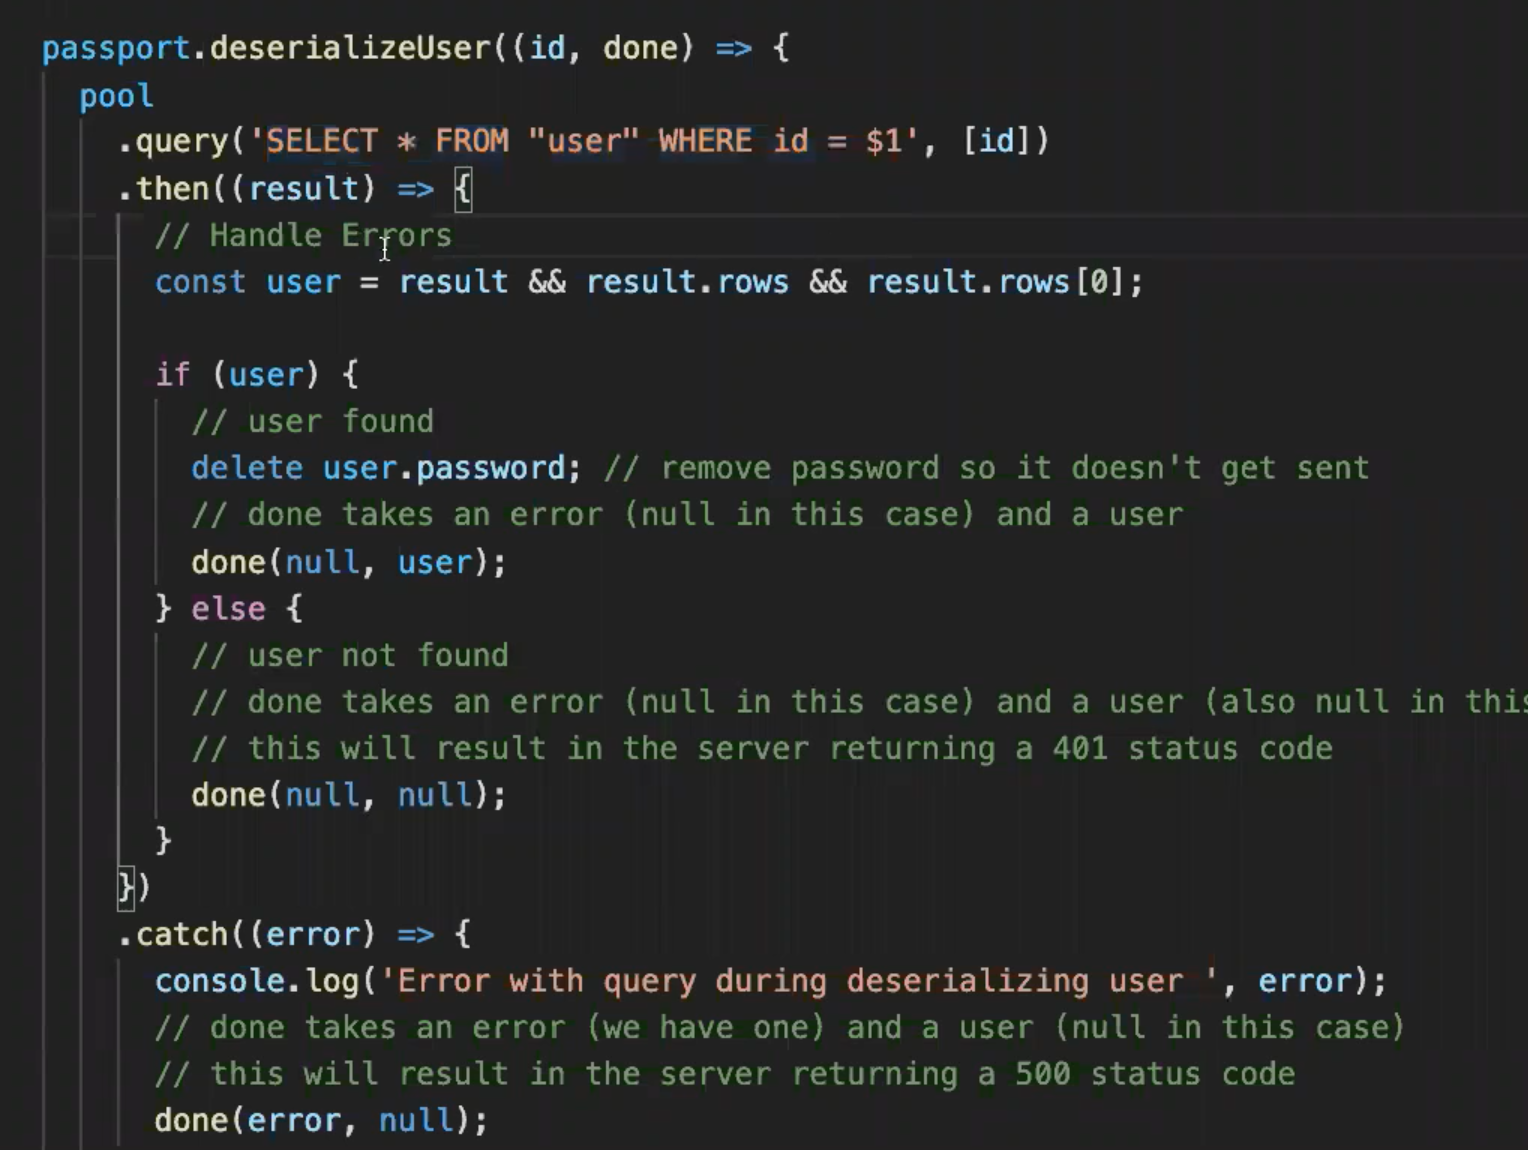 passport.deserializeUser((id, done) => {
  pool
    .query('SELECT * FROM "user" WHERE id = $1', [id])
    .then((result) => {
      // Handle Errors
      const user = result && result.rows && result.rows[0];

      if (user) {
        // user found
        delete user.password; // remove password so it doesn't get sent
        // done takes an error (null in this case) and a user
        done(null, user);
      } else {
        // user not found
        // done takes an error (null in this case) and a user (also null in this
        // this will result in the server returning a 401 status code
        done(null, null);
      }
    })
    .catch((error) => {
      console.log('Error with query during deserializing user ', error);
      // done takes an error (we have one) and a user (null in this case)
      // this will result in the server returning a 500 status code
      done(error, null);